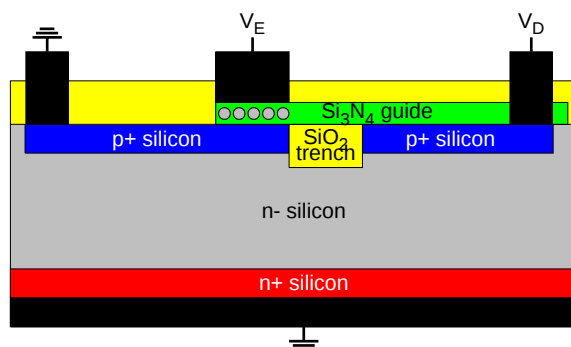 V_E
V_D
Si₃N₄ guide
p+ silicon
SiO₂
trench
p+ silicon
n- silicon
n+ silicon